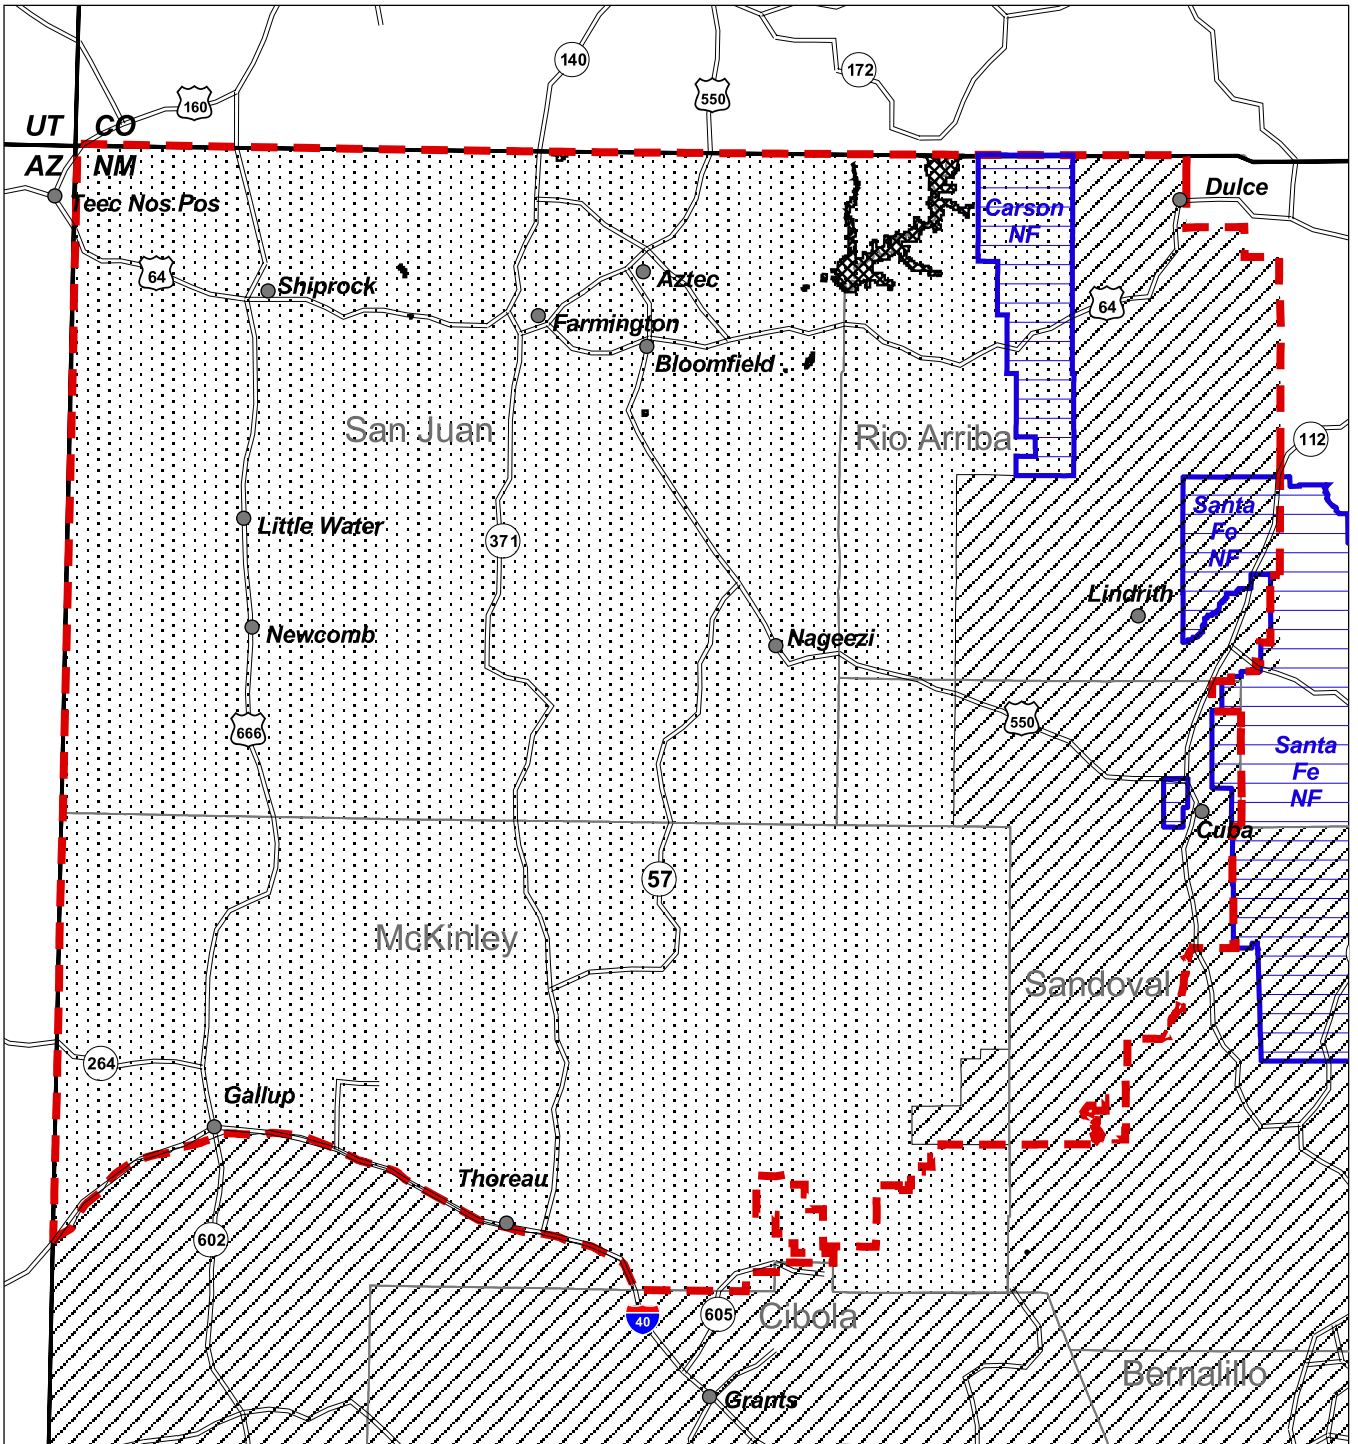 140
172
160
550
UT CO
AZ NM
Teec Nos Pos
Dulce
Carson
NF
64
Shiprock
Aztec
64
Farmington
Bloomfield
San Juan
Rio Arriba
112
Santa
Fe
NF
Little Water
371
Lindrith
Newcomb
Nageezi
666
550
Santa
Fe
NF
Cuba
57
McKinley
Sandoval
264
Gallup
Thoreau
602
40
605
Cibola
Bernalillo
Grants